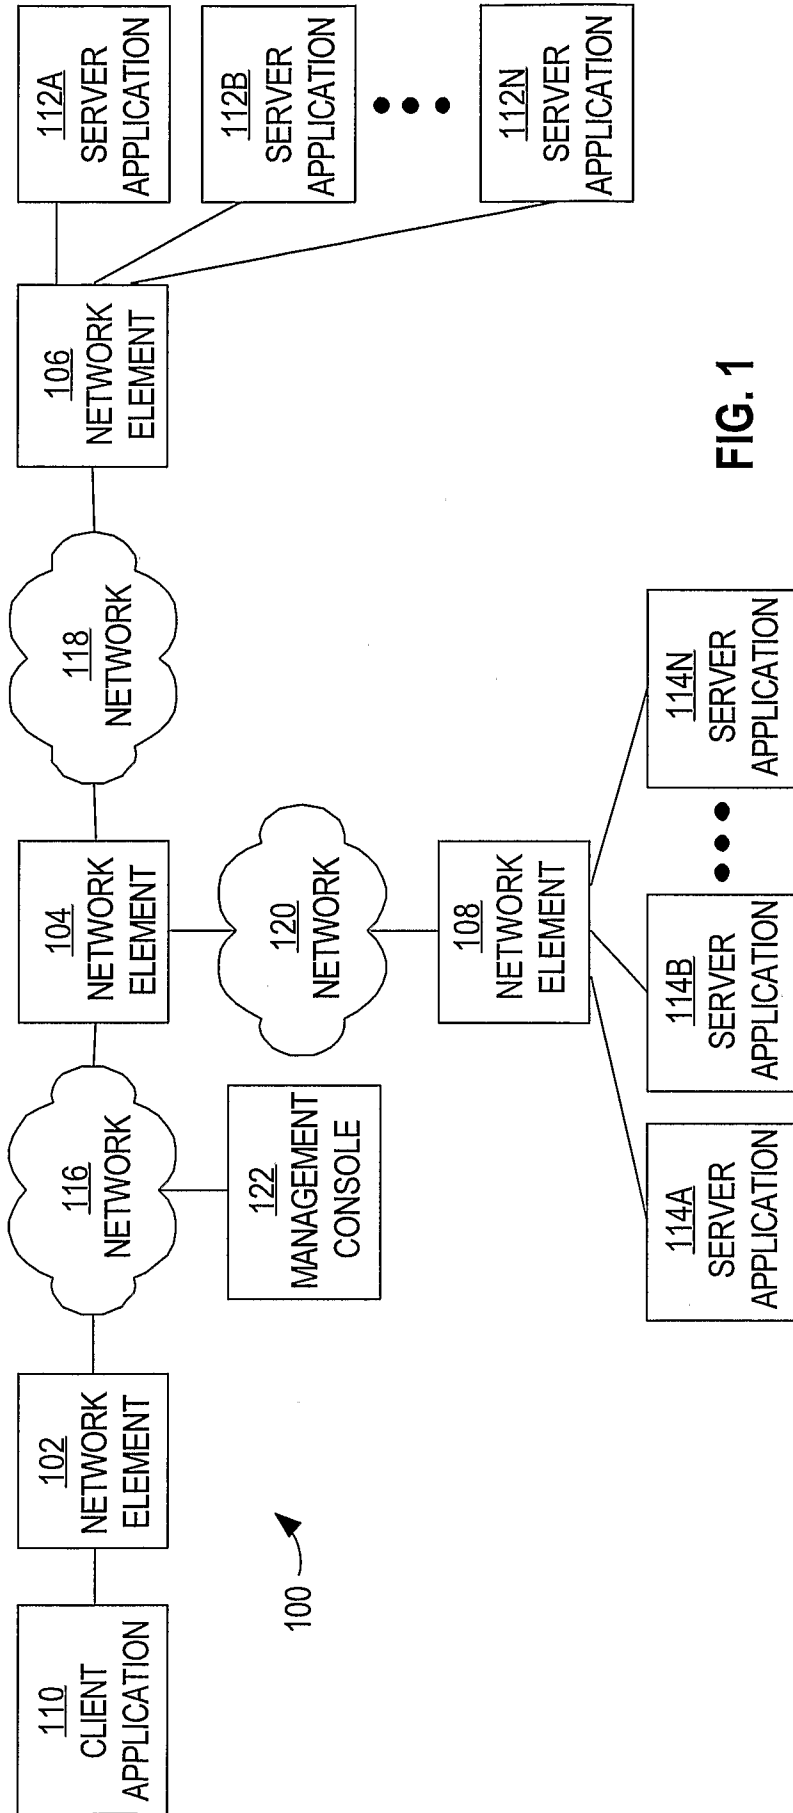 110
CLIENT
APPLICATION
102
NETWORK
ELEMENT
116
NETWORK
104
NETWORK
ELEMENT
118
NETWORK
106
NETWORK
ELEMENT
112A
SERVER
APPLICATION
112B
SERVER
APPLICATION
112N
SERVER
APPLICATION
122
MANAGEMENT
CONSOLE
120
NETWORK
100
108
NETWORK
ELEMENT
114A
SERVER
APPLICATION
114B
SERVER
APPLICATION
114N
SERVER
APPLICATION
FIG. 1